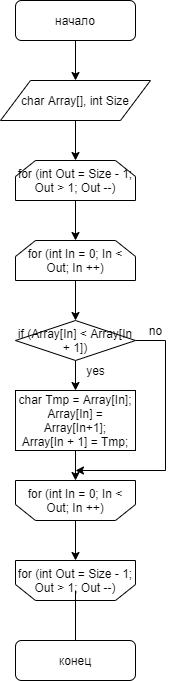 начало
char Array[], int Size
for (int Out = Size - 1;
Out > 1; Out --)
for (int In = 0; In <
Out; In ++)
if (Array[In] < Array[In
+ 1])
no
yes
char Tmp = Array[In];
Array[In] =
Array[In+1];
Array[In + 1] = Tmp;
for (int In = 0; In <
Out; In ++)
for (int Out = Size - 1;
Out > 1; Out --)
конец